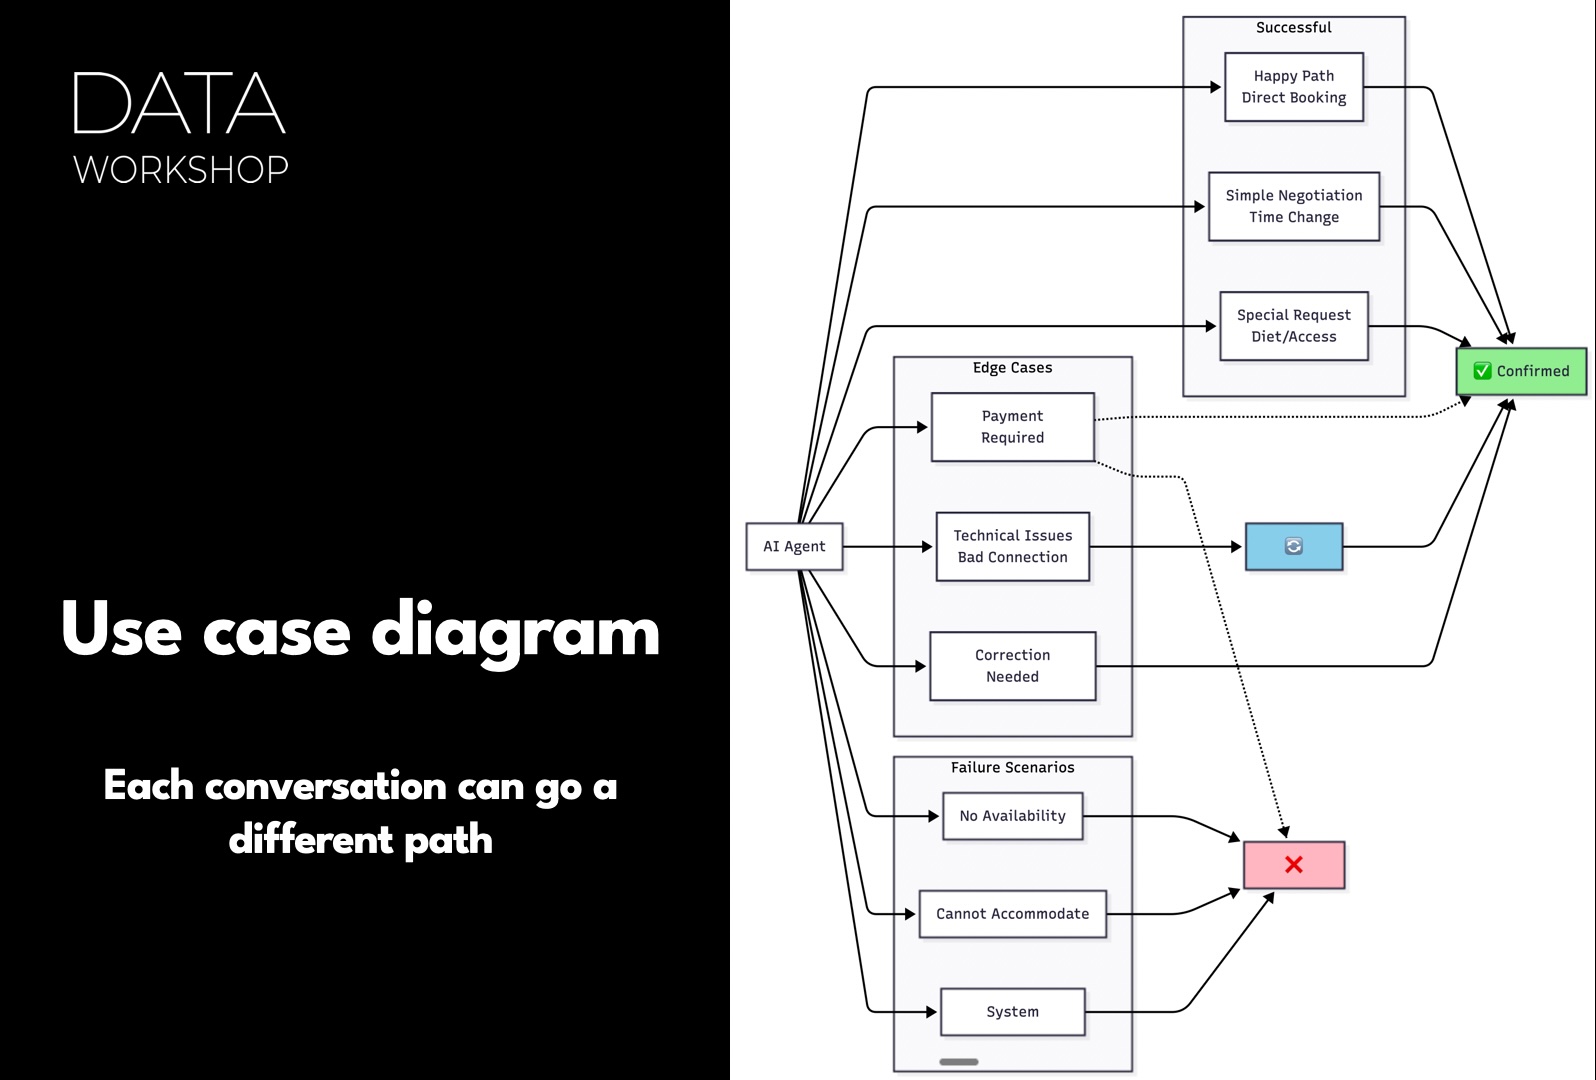 DATA
WORKSHOP
Use case diagram
Each conversation can go a
different path
Successful
Happy Path
Direct Booking
Simple Negotiation
Time Change
Special Request
Diet/Access
✅ Confirmed
Edge Cases
Payment
Required
AI Agent
Technical Issues
Bad Connection
Correction
Needed
Failure Scenarios
No Availability
Cannot Accommodate
System